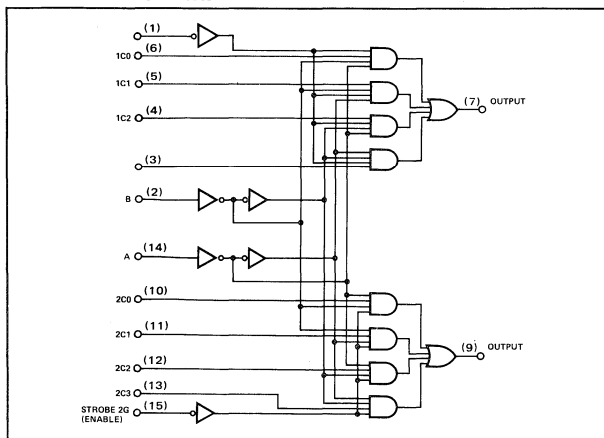 (1)
1C0 (6)
1C1 (5)
1C2 (4)
(7) OUTPUT
(3)
B (2)
A (14)
2C0 (10)
2C1 (11)
(9) OUTPUT
2C2 (12)
2C3 (13)
STROBE 2G (15)
(ENABLE)